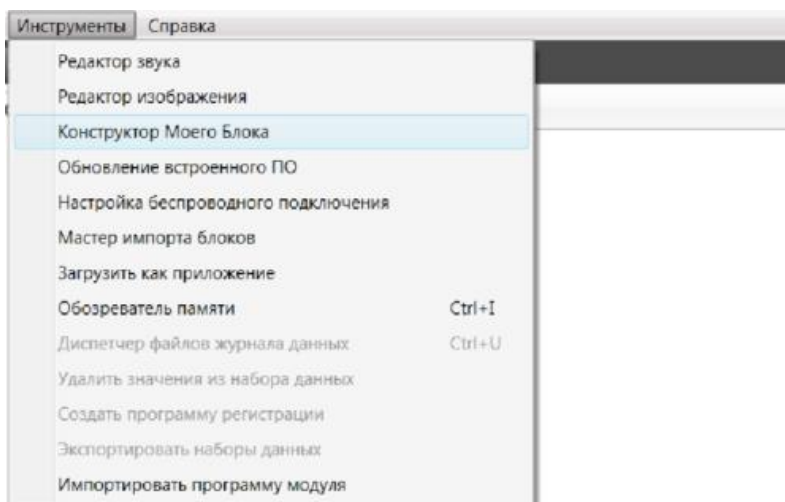 Инструменты Справка
Редактор звука
Редактор изображения
Конструктор Моего Блока
Обновление встроенного ПО
Настройка беспроводного подключения
Мастер импорта блоков
Загрузить как приложение
Обозреватель памяти Ctrl+I
Диспетчер файлов журнала данных Ctrl+U
Удалить значения из набора данных
Создать программу регистрации
Экспортировать наборы данных
Импортировать программу модуля